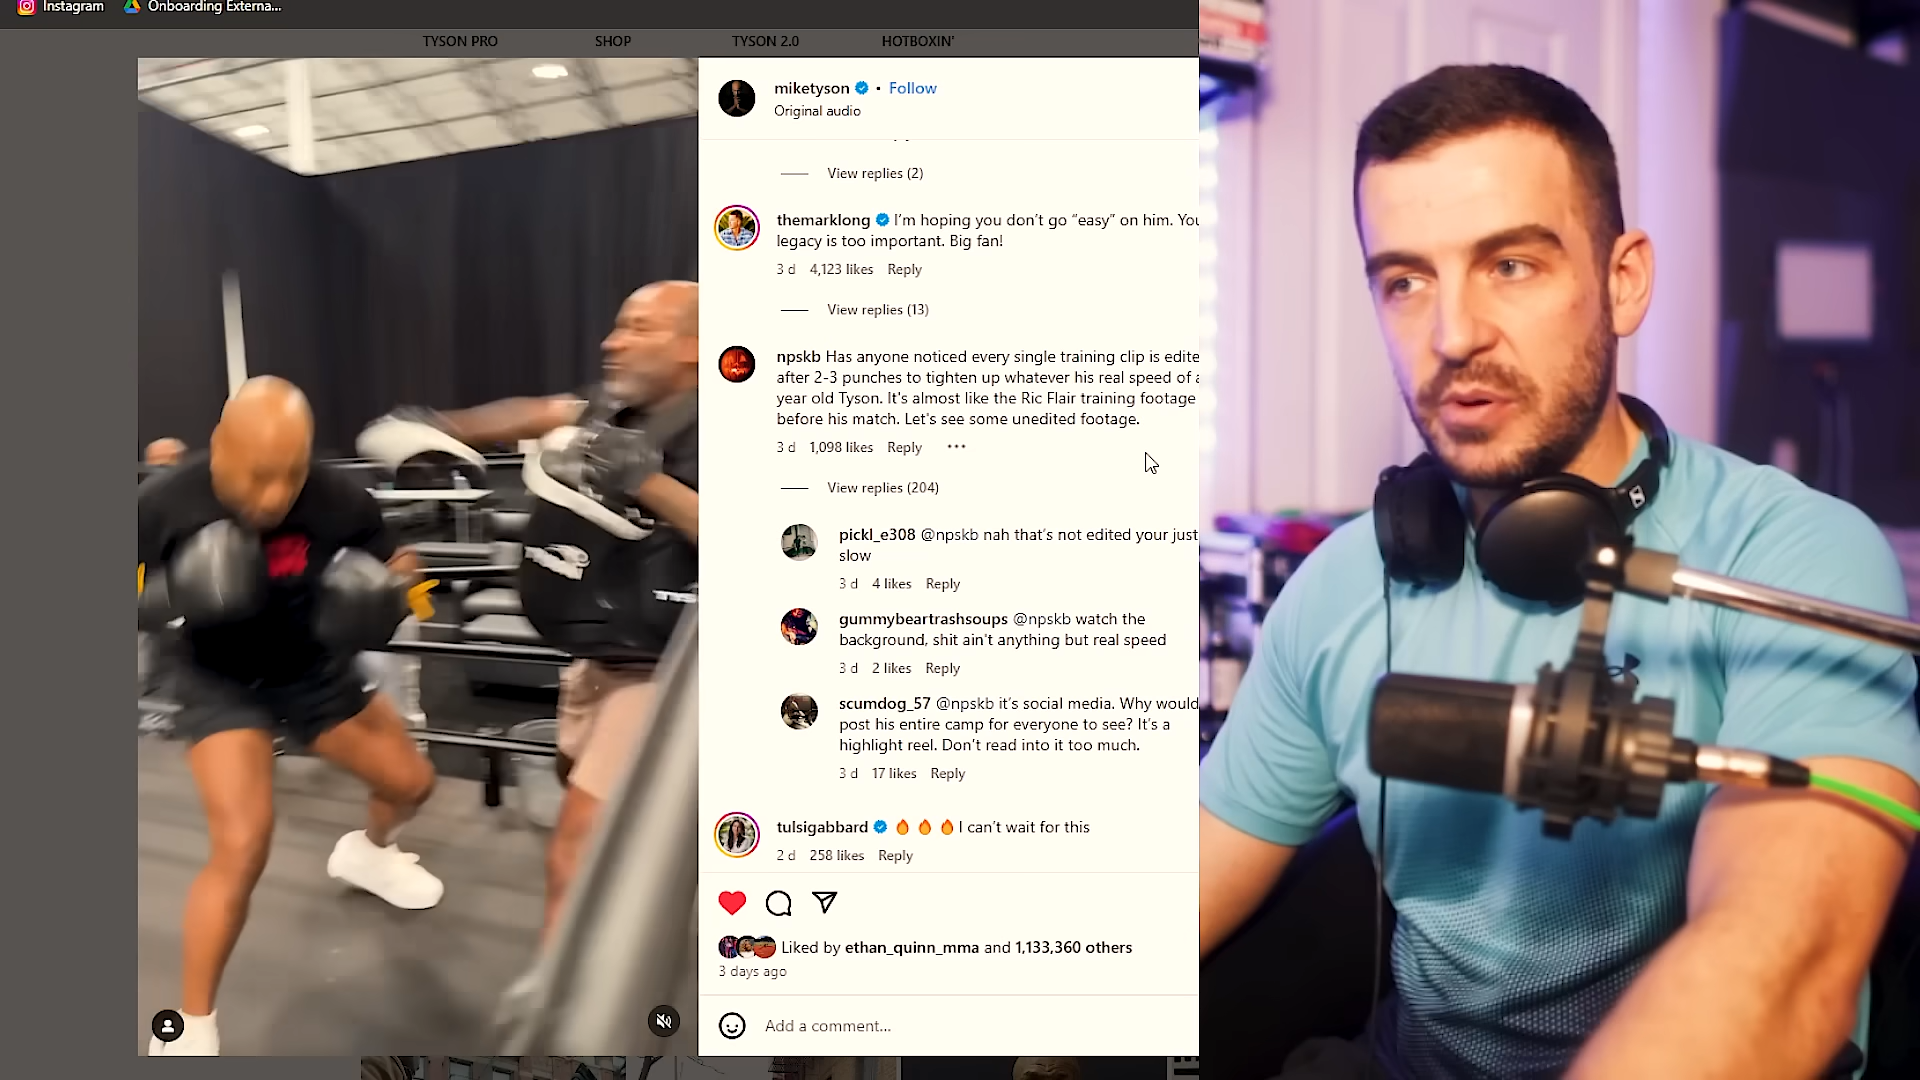 Instagram
Onboarding Externa...
TYSON PRO
SHOP
TYSON 2.0
HOTBOXIN'
miketyson • Follow
Original audio
View replies (2)
themarklong I'm hoping you don't go “easy” on him. You
legacy is too important. Big fan!
3 d 4,123 likes Reply
View replies (13)
npskb Has anyone noticed every single training clip is edite
after 2-3 punches to tighten up whatever his real speed of a
year old Tyson. It's almost like the Ric Flair training footage
before his match. Let's see some unedited footage.
3 d 1,098 likes Reply •••
View replies (204)
pickl_e308 @npskb nah that’s not edited your just
slow
3 d 4 likes Reply
gummybeartrashsoups @npskb watch the
background, shit ain't anything but real speed
3 d 2 likes Reply
scumdog_57 @npskb it’s social media. Why would
post his entire camp for everyone to see? It’s a
highlight reel. Don’t read into it too much.
3 d 17 likes Reply
tulsigabbard 🔥 🔥 🔥 I can’t wait for this
2 d 258 likes Reply
Liked by ethan_quinn_mma and 1,133,360 others
3 days ago
Add a comment...